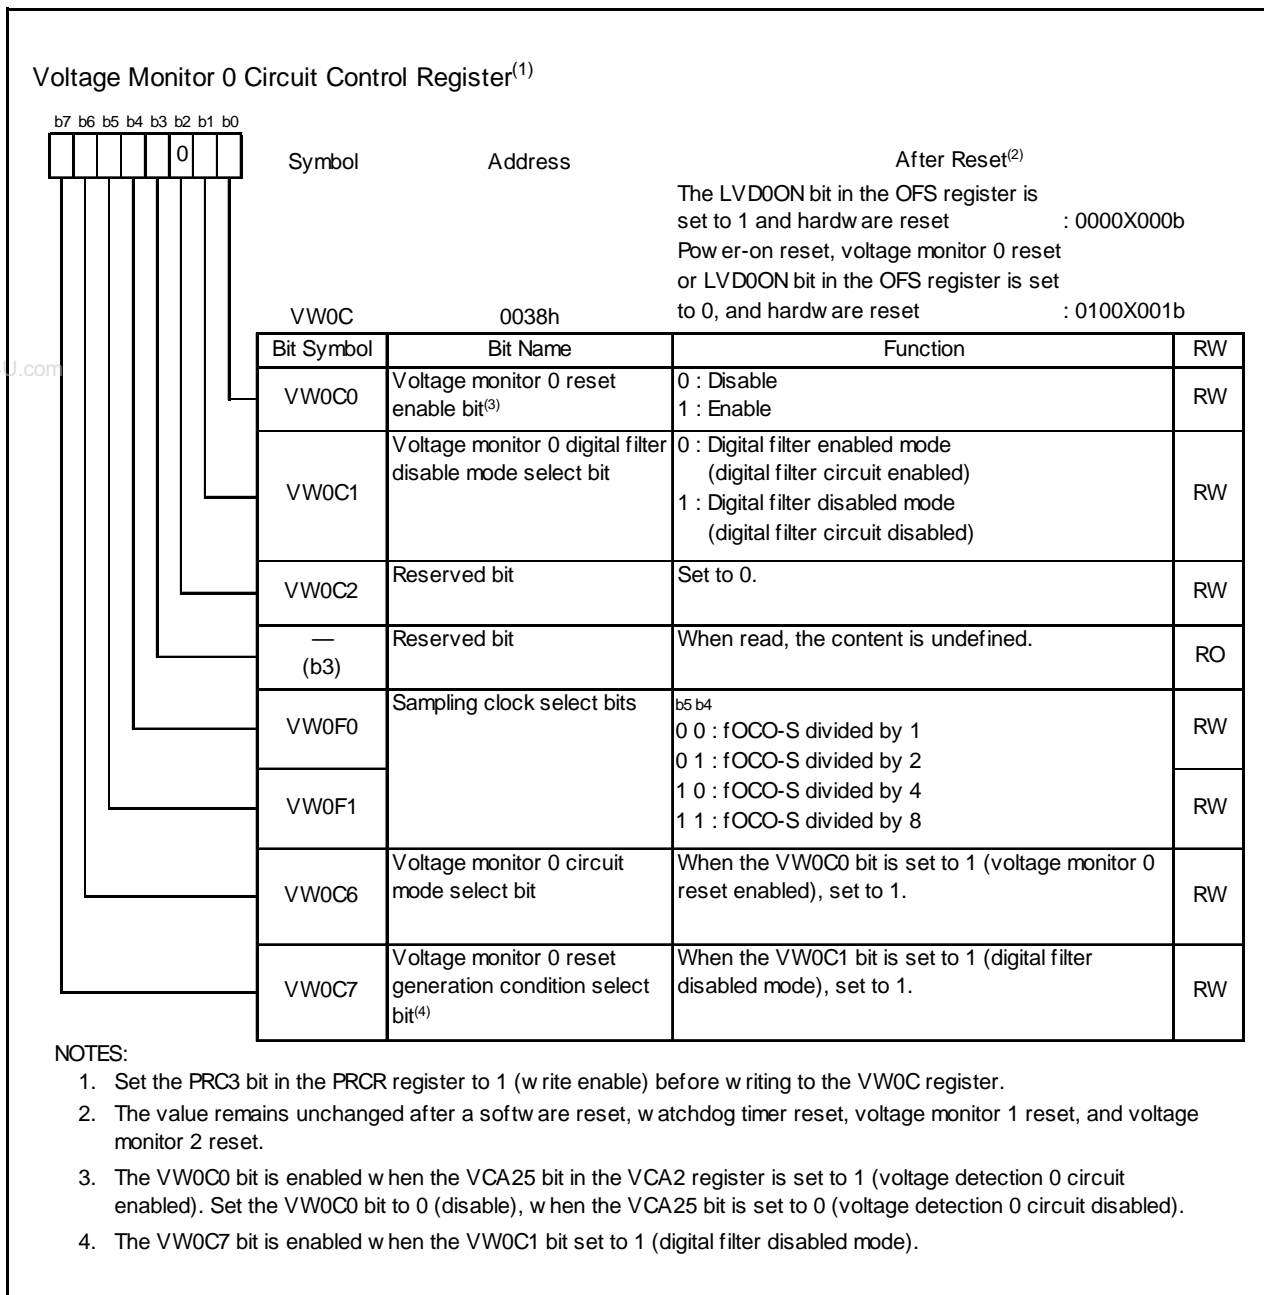 Voltage Monitor 0 Circuit Control Register(1)
b7 b6 b5 b4 b3 b2 b1 b0
0
Symbol Address After Reset(2)
The LVD0ON bit in the OFS register is
set to 1 and hardware reset : 0000X000b
Power-on reset, voltage monitor 0 reset
or LVD0ON bit in the OFS register is set
VW0C 0038h to 0, and hardware reset : 0100X001b
Bit Symbol Bit Name Function RW
U.com
VW0C0 Voltage monitor 0 reset
enable bit(3)
0 : Disable
1 : Enable
RW
VW0C1 Voltage monitor 0 digital filter
disable mode select bit
0 : Digital filter enabled mode
(digital filter circuit enabled)
1 : Digital filter disabled mode
(digital filter circuit disabled)
RW
VW0C2 Reserved bit Set to 0. RW
—
(b3)
Reserved bit When read, the content is undefined. RO
VW0F0 Sampling clock select bits
b5 b4
0 0 : fOCO-S divided by 1
0 1 : fOCO-S divided by 2
1 0 : fOCO-S divided by 4
1 1 : fOCO-S divided by 8
RW
VW0F1 RW
VW0C6 Voltage monitor 0 circuit
mode select bit
When the VW0C0 bit is set to 1 (voltage monitor 0
reset enabled), set to 1.
RW
VW0C7 Voltage monitor 0 reset
generation condition select
bit(4)
When the VW0C1 bit is set to 1 (digital filter
disabled mode), set to 1.
RW
NOTES:
1. Set the PRC3 bit in the PRCR register to 1 (write enable) before writing to the VW0C register.
2. The value remains unchanged after a software reset, watchdog timer reset, voltage monitor 1 reset, and voltage
monitor 2 reset.
3. The VW0C0 bit is enabled when the VCA25 bit in the VCA2 register is set to 1 (voltage detection 0 circuit
enabled). Set the VW0C0 bit to 0 (disable), when the VCA25 bit is set to 0 (voltage detection 0 circuit disabled).
4. The VW0C7 bit is enabled when the VW0C1 bit set to 1 (digital filter disabled mode).